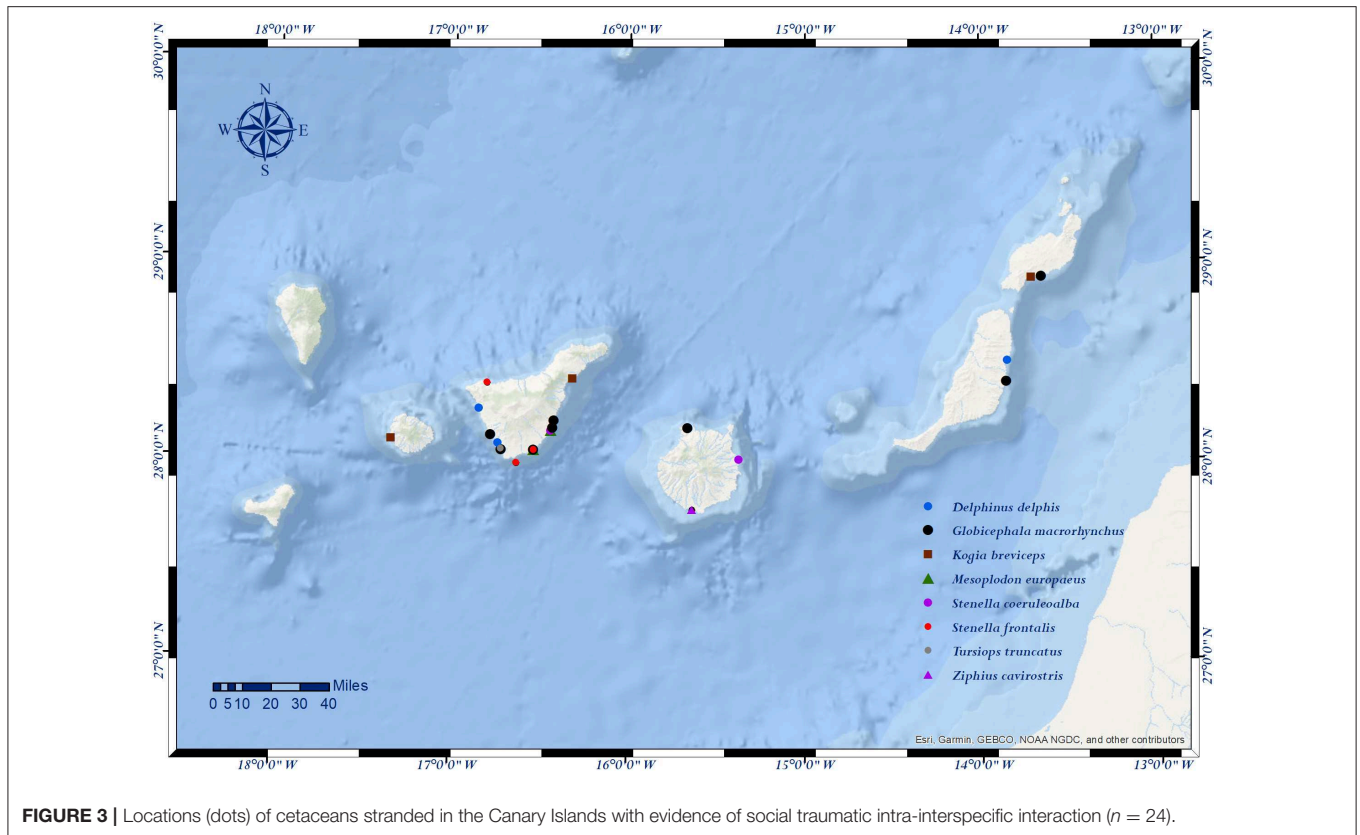 18°0'0" W 17°0'0" W 16°0'0" W 15°0'0" W 14°0'0" W 13°0'0" W
30°0'0" N 30°0'0" N
N
W E
S
29°0'0" N 29°0'0" N
28°0'0" N 28°0'0" N
Delphinus delphis
Globicephala macrorhynchus
Kogia breviceps
Mesoplodon europaeus
Stenella coeruleoalba
Stenella frontalis
Tursiops truncatus
Ziphius cavirostris
27°0'0" N 27°0'0" N
Miles
0 5 10 20 30 40
Esri, Garmin, GEBCO, NOAA NGDC, and other contributors
18°0'0" W 17°0'0" W 16°0'0" W 15°0'0" W 14°0'0" W 13°0'0" W
FIGURE 3 | Locations (dots) of cetaceans stranded in the Canary Islands with evidence of social traumatic intra-interspecific interaction (n = 24).